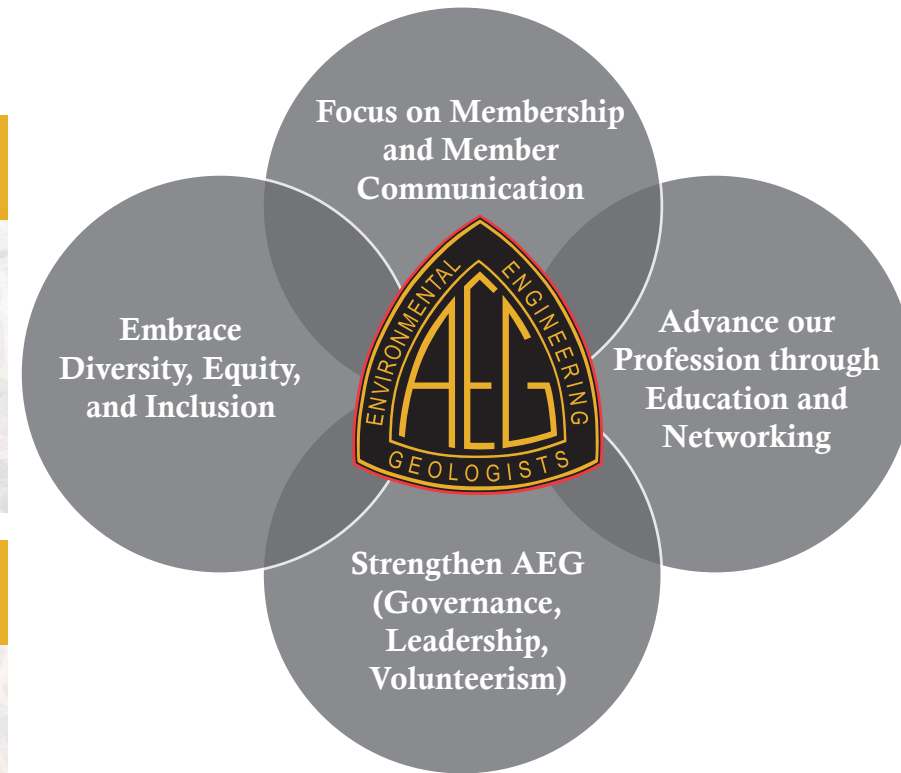 Focus on Membership
and Member
Communication
Embrace
Diversity, Equity,
and Inclusion
ENVIRONMENTAL
ENGINEERING
AEG
GEOLOGISTS
Advance our
Profession through
Education and
Networking
Strengthen AEG
(Governance,
Leadership,
Volunteerism)